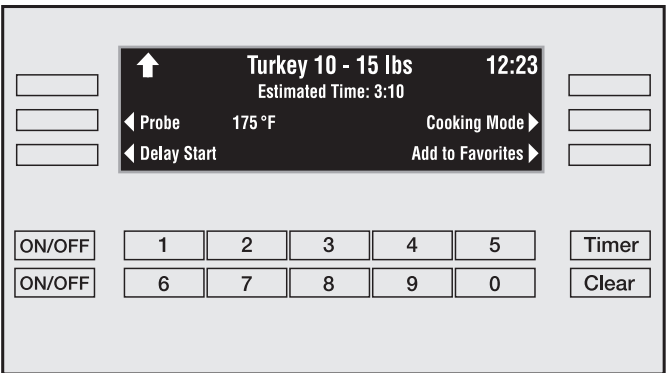 Turkey 10 - 15 lbs 12:23
Estimated Time: 3:10
Probe 175°F Cooking Mode
Delay Start Add to Favorites
ON/OFF 1 2 3 4 5 Timer
ON/OFF 6 7 8 9 0 Clear